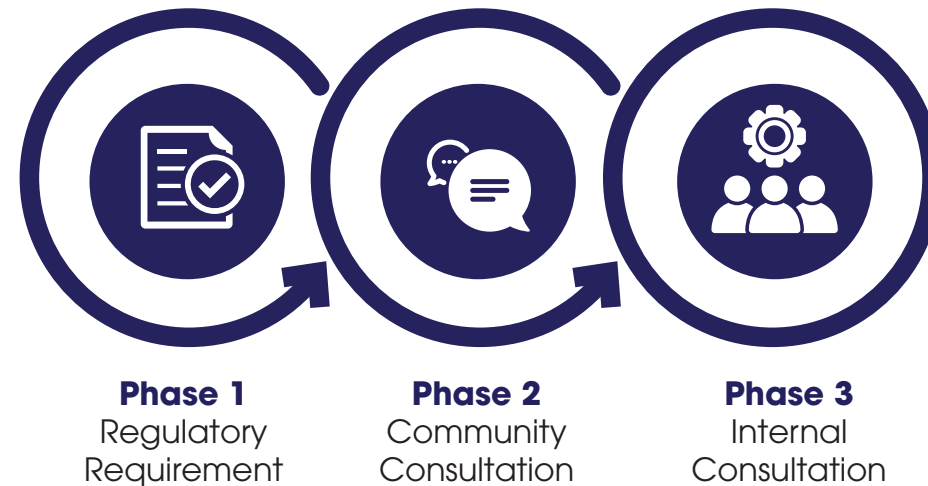 Phase 1
Regulatory
Requirement
Phase 2
Community
Consultation
Phase 3
Internal
Consultation